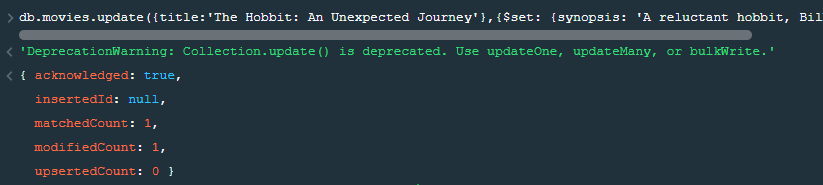 > db.movies.update({title:'The Hobbit: An Unexpected Journey'},{$set: {synopsis: 'A reluctant hobbit, Bil
< 'DeprecationWarning: Collection.update() is deprecated. Use updateOne, updateMany, or bulkWrite.'
< { acknowledged: true,
insertedId: null,
matchedCount: 1,
modifiedCount: 1,
upsertedCount: 0 }